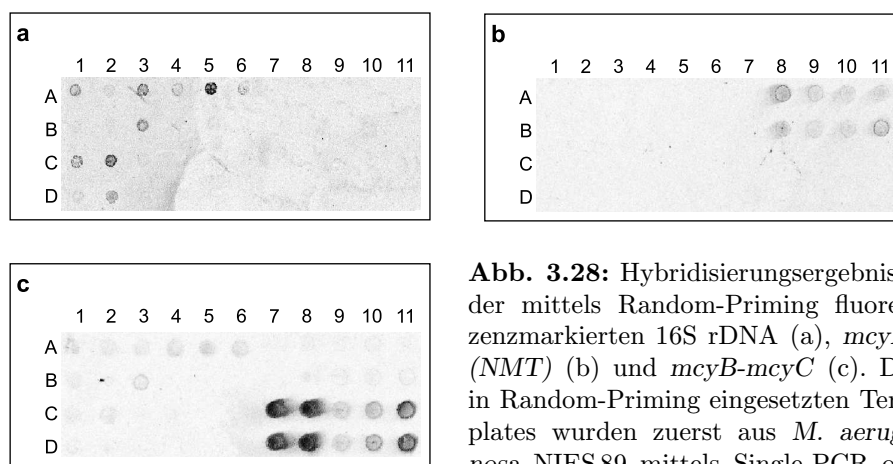 a
1 2 3 4 5 6 7 8 9 10 11
A
B
C
D
b
1 2 3 4 5 6 7 8 9 10 11
A
B
C
D
c
1 2 3 4 5 6 7 8 9 10 11
A
B
C
D
Abb. 3.28: Hybridisierungsergebnis
der mittels Random-Priming fluore
zenzmarkierten 16S rDNA (a), mcy
(NMT) (b) und mcyB-mcyC (c). D
in Random-Priming eingesetzten Te
plates wurden zuerst aus M. aerug
nosa NIES 89 mittels Single-PCR